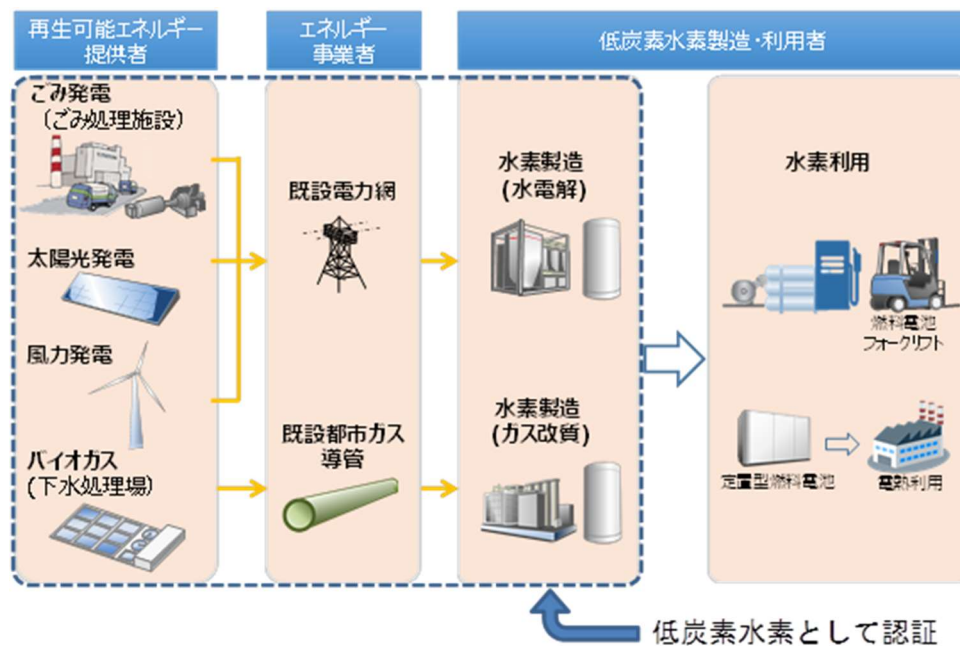 再生可能エネルギー
提供者
エネルギー
事業者
低炭素水素製造・利用者
ごみ発電
(ごみ処理施設)
太陽光発電
風力発電
バイオガス
(下水処理場)
既設電力網
既設都市ガス
導管
水素製造
(水電解)
水素製造
(ガス改質)
水素利用
燃料電池
フォークリフト
定置型燃料電池
電熱利用
低炭素水素として認証